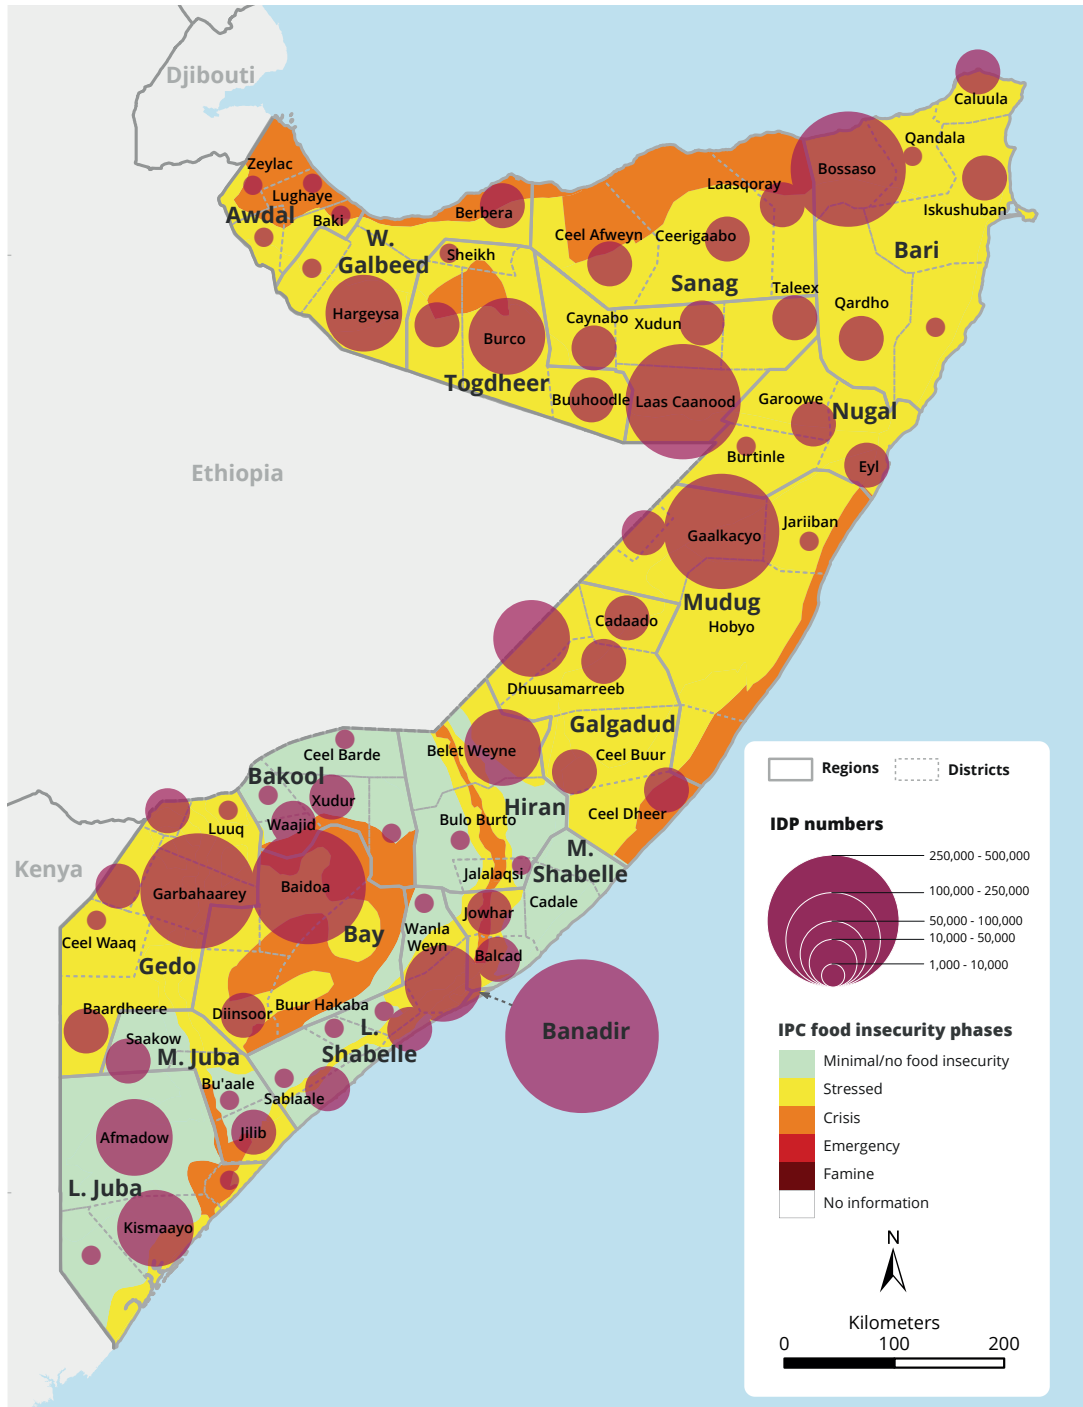 Djibouti
Caluula
Qandala
Zeylac
Bossaso
Laasqoray
Lughaye
Iskushuban
Awdal
Baki
Berbera
W.
Galbeed
Ceel Afweyn
Ceerigaabo
Bari
Sheikh
Sanag
Taleex
Qardho
Hargeysa
Caynabo
Xudun
Burco
Togdheer
Buuhoodle
Laas Caanood
Garoowe
Nugal
Burtinle
Eyl
Ethiopia
Jariiban
Gaalkacyo
Mudug
Hobyo
Cadaado
Dhuusamarreeb
Galgadud
Belet Weyne
Ceel Buur
Ceel Barde
Bakool
Xudur
Hiran
Ceel Dheer
Luuq
Waajid
Bulo Burto
M.
Shabelle
Kenya
Jalalaqsi
Garbahaarey
Baidoa
Cadale
Jowhar
Ceel Waaq
Bay
Wanla
Weyn
Balcad
Gedo
Baardheere
Diinsoor
Buur Hakaba
Banadir
Saakow
M. Juba
L.
Shabelle
Bu'aale
Sablaale
Afmadow
Jilib
L. Juba
Kismaayo
Regions
Districts
IDP numbers
250,000 - 500,000
100,000 - 250,000
50,000 - 100,000
10,000 - 50,000
1,000 - 10,000
IPC food insecurity phases
Minimal/no food insecurity
Stressed
Crisis
Emergency
Famine
No information
N
Kilometers
0 100 200